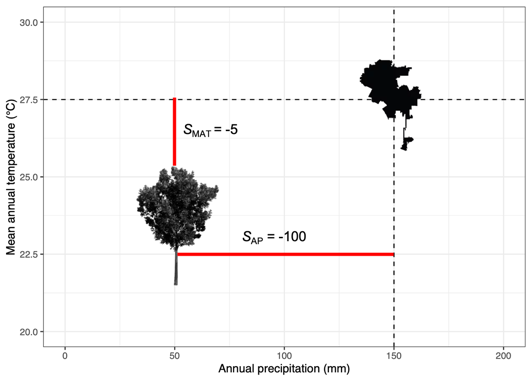 30.0
27.5
25.0
22.5
20.0
Mean annual temperature (°C)
SMAT = -5
SAP = -100
0 50 100 150 200
Annual precipitation (mm)